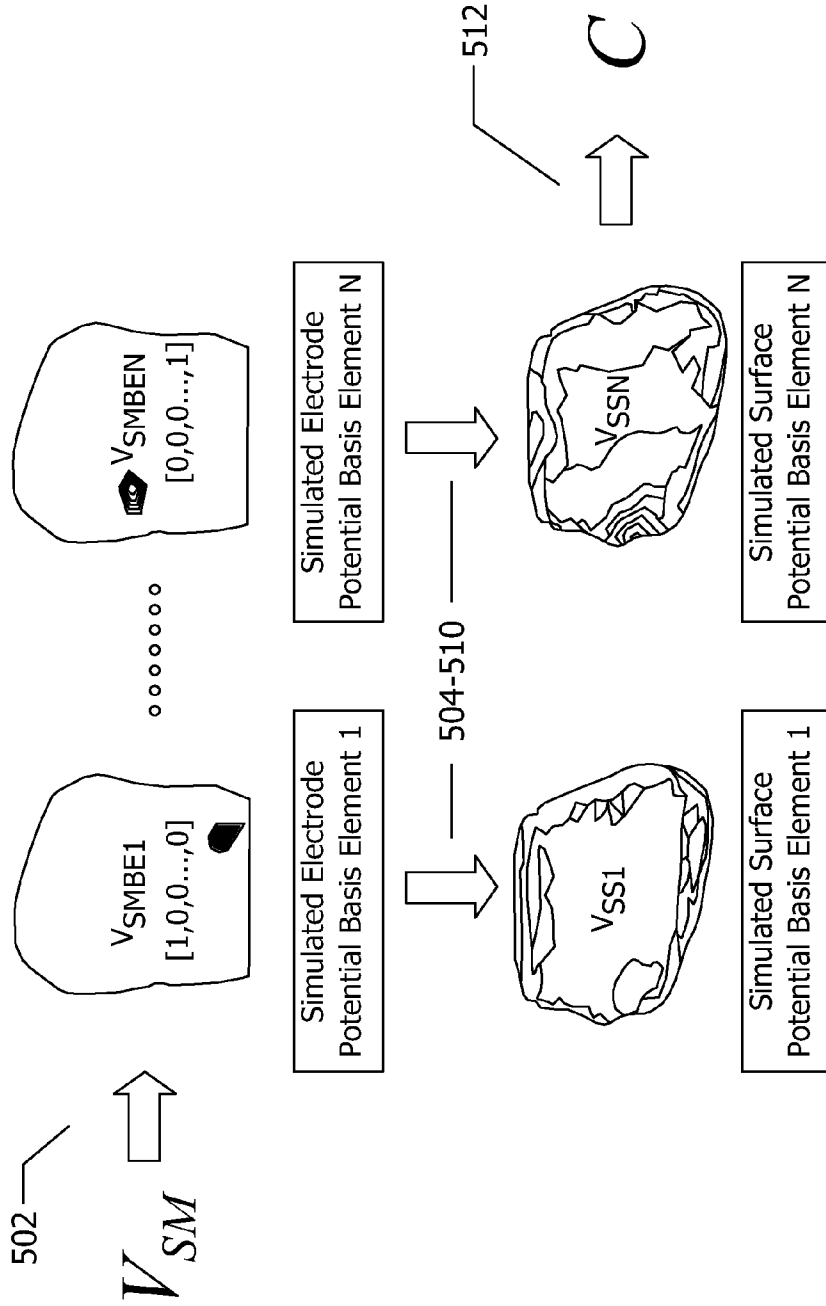 502
V_SM
V_SMBE1
[1,0,0...,0]
V_SMBEN
[0,0,0...,1]
Simulated Electrode
Potential Basis Element 1
Simulated Electrode
Potential Basis Element N
504-510
V_SS1
V_SSN
512
C
Simulated Surface
Potential Basis Element 1
Simulated Surface
Potential Basis Element N